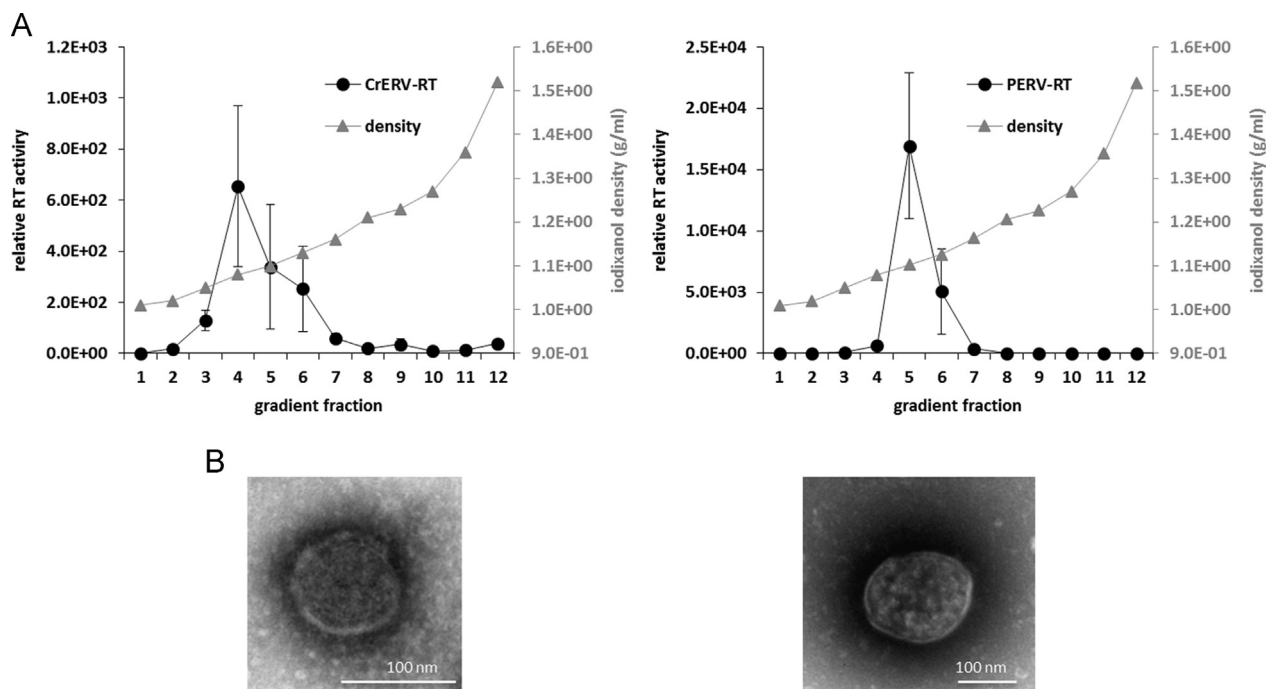 A
1.2E+03
1.0E+03
8.0E+02
6.0E+02
4.0E+02
2.0E+02
0.0E+00
relative RT activiry
CrERV-RT
density
1.6E+00
1.5E+00
1.4E+00
1.3E+00
1.2E+00
1.1E+00
1.0E+00
9.0E-01
iodixanol density (g/ml)
1 2 3 4 5 6 7 8 9 10 11 12
gradient fraction
2.5E+04
2.0E+04
1.5E+04
1.0E+04
5.0E+03
0.0E+00
relative RT activiry
PERV-RT
density
1.6E+00
1.5E+00
1.4E+00
1.3E+00
1.2E+00
1.1E+00
1.0E+00
9.0E-01
iodixanol density (g/ml)
1 2 3 4 5 6 7 8 9 10 11 12
gradient fraction
B
100 nm
100 nm